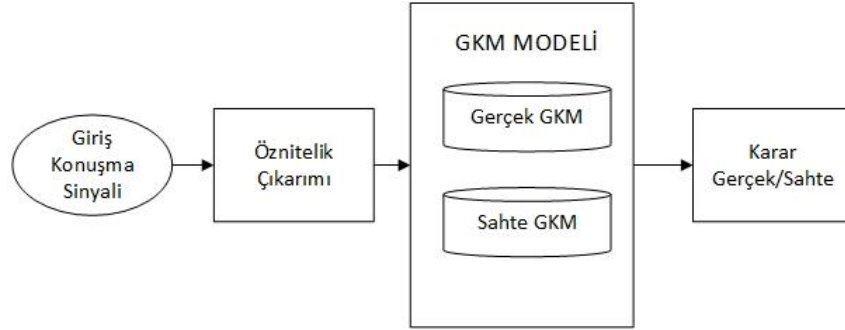 Giriş
Konuşma
Sinyali
Öznitelik
Çıkarımı
GKM MODELİ
Gerçek GKM
Sahte GKM
Karar
Gerçek/Sahte